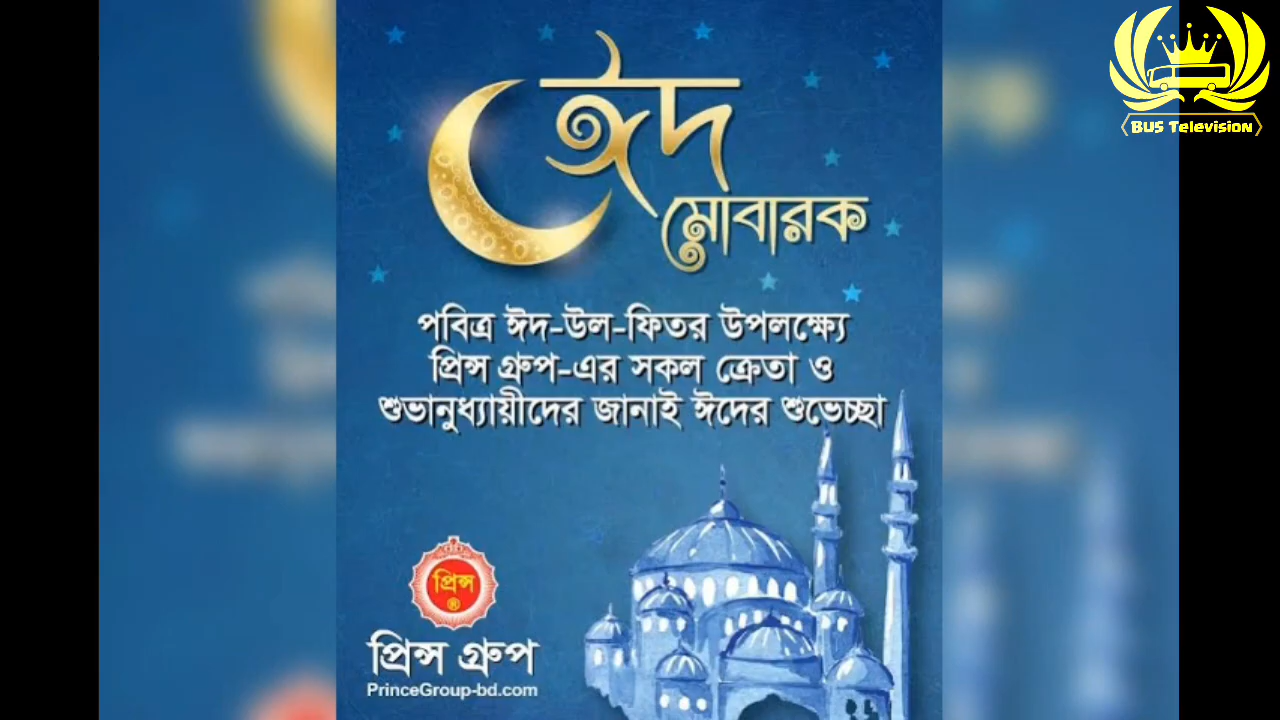 BUS Television
ঈদ
মোবারক
পবিত্র ঈদ-উল-ফিতর উপলক্ষ্যে
প্রিন্স গ্রুপ-এর সকল ক্রেতা ও
শুভানুধ্যায়ীদের জানাই ঈদের শুভেচ্ছা
প্রিন্স
®
প্রিন্স গ্রুপ
PrinceGroup-bd.com